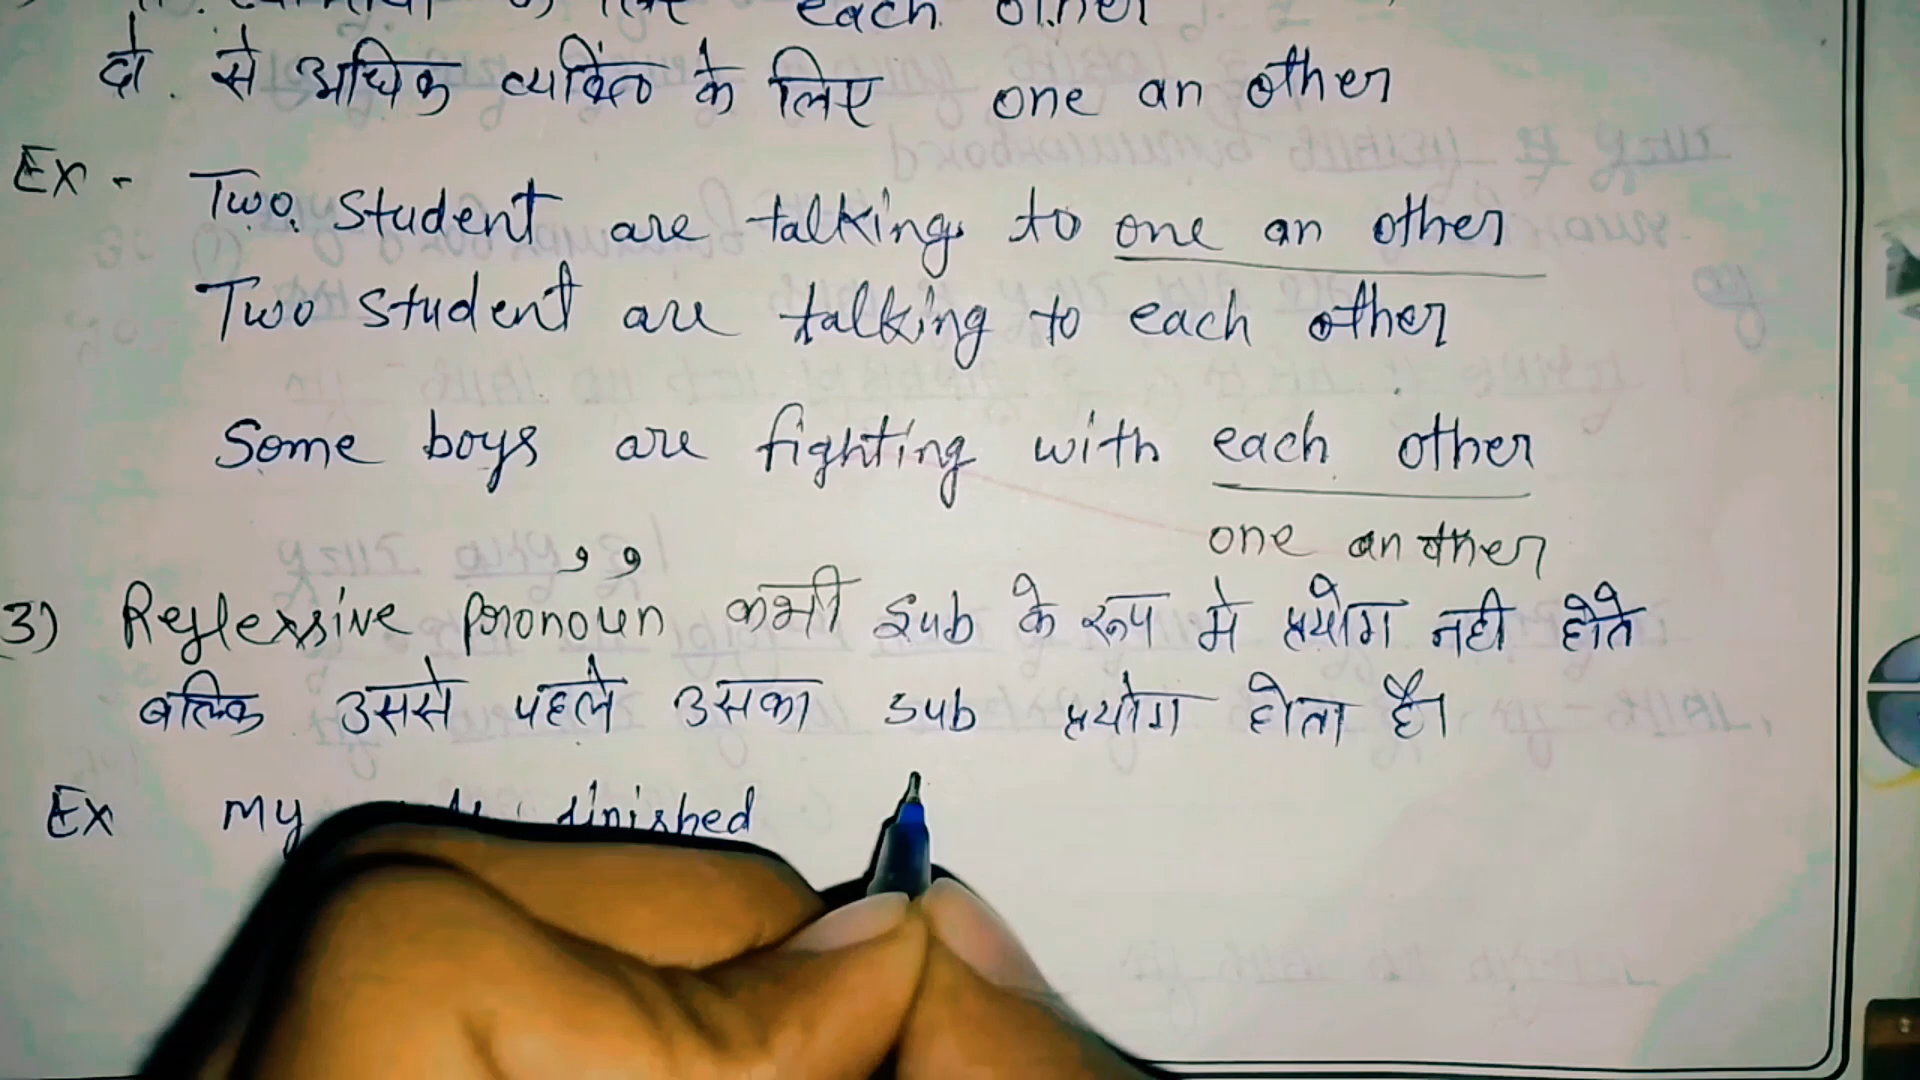 के लिए each other
दो से अधिक व्यक्ति के लिए one an other
Ex - Two Student are talking to one an other
Two student are talking to each other
Some boys are fighting with each other
one an other
3) Reflexsive pronoun कभी Sub के रूप मे प्रयोग नही होते
बल्कि उससे पहले उसका sub प्रयोग होता है।
Ex My finished